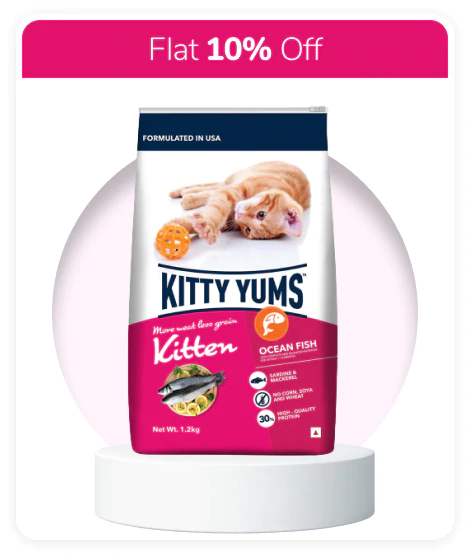 Flat 10% Off
FORMULATED IN USA
KITTY YUMS™
More meat less grain
Kitten
OCEAN FISH
SARDINE &
MACKEREL
NO CORN, SOYA
AND WHEAT
30%
HIGH - QUALITY
PROTEIN
Net Wt. 1.2kg